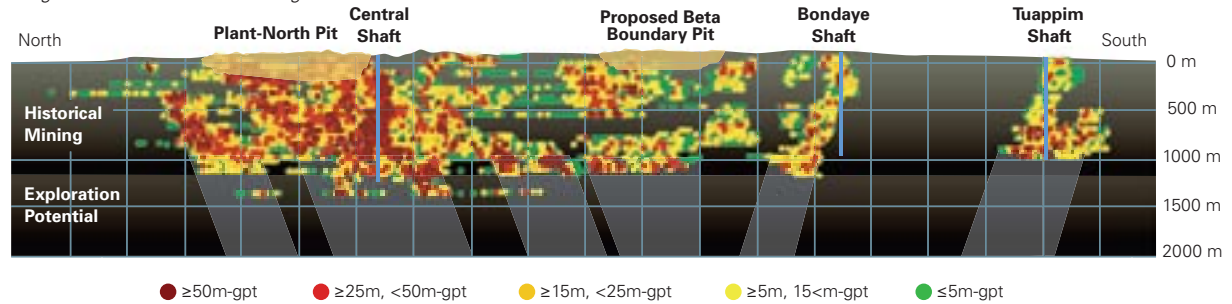 North
Plant-North Pit
Central
Shaft
Proposed Beta
Boundary Pit
Bondaye
Shaft
Tuappim
Shaft
South
0 m
500 m
1000 m
1500 m
2000 m
Historical
Mining
Exploration
Potential
≥50m-gpt
≥25m, <50m-gpt
≥15m, <25m-gpt
≥5m, 15<m-gpt
≤5m-gpt